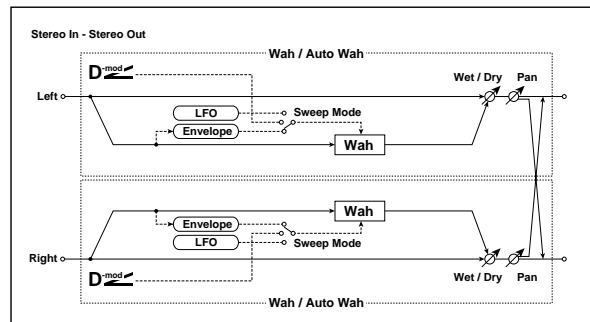 Stereo In - Stereo Out
Wah / Auto Wah
D-mod
Wet / Dry Pan
Left
LFO
Sweep Mode
Envelope
Wah
Wah
Envelope
LFO
Sweep Mode
Right
D-mod
Wet / Dry Pan
Wah / Auto Wah